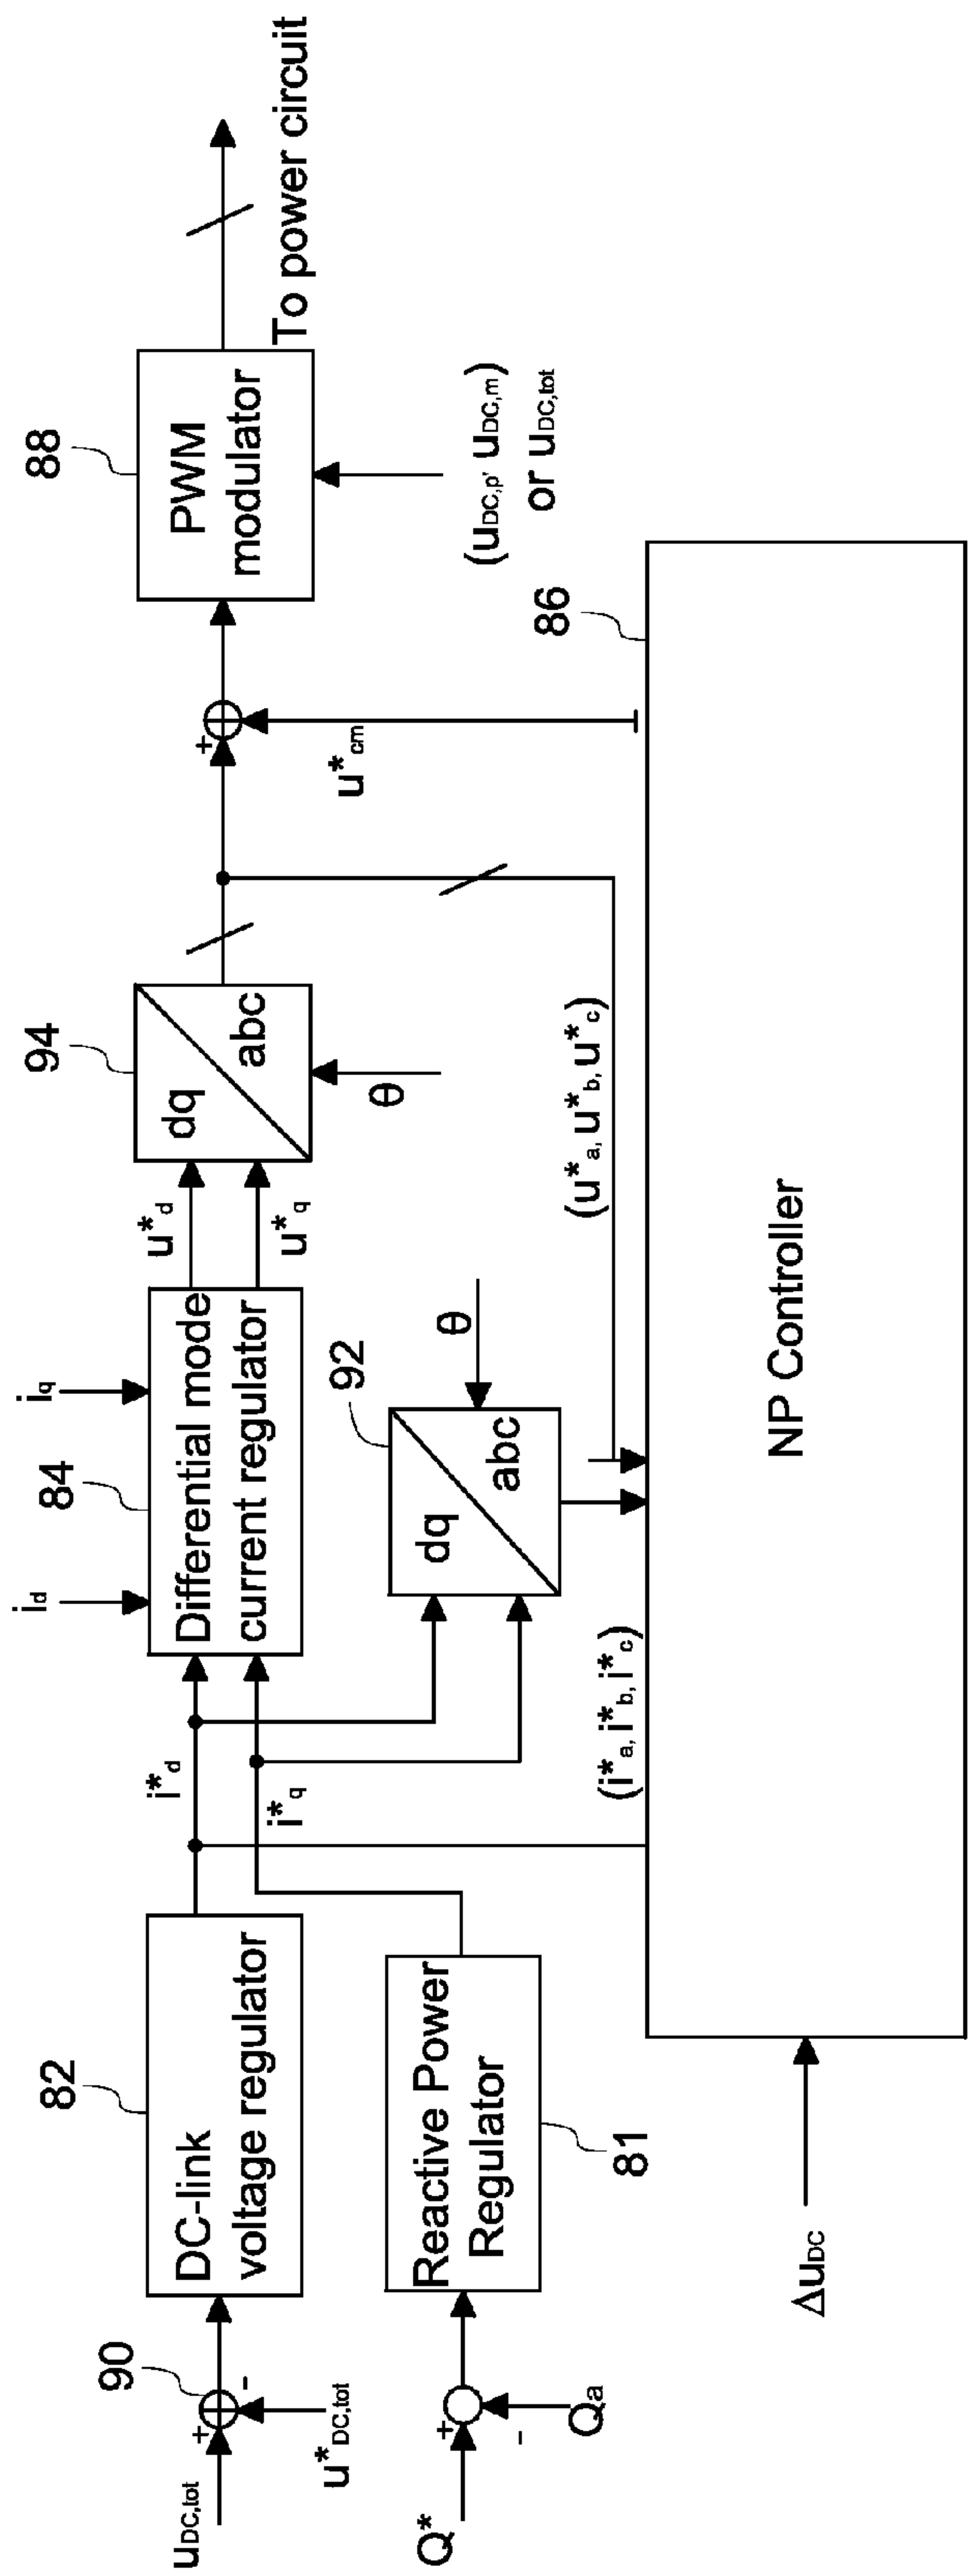 uDC,tot
+
-
u*DC,tot
90
82
DC-link
voltage regulator
i*d
i*q
id
84
iq
Differential mode
current regulator
u*d
u*q
94
dq
abc
θ
+
u*cm
88
PWM
modulator
To power circuit
(uDC,p, uDC,m)
or uDC,tot
Q*
+
-
Qa
Reactive Power
Regulator
81
92
dq
abc
θ
(i*a, i*b, i*c)
(u*a, u*b, u*c)
86
NP Controller
ΔuDC